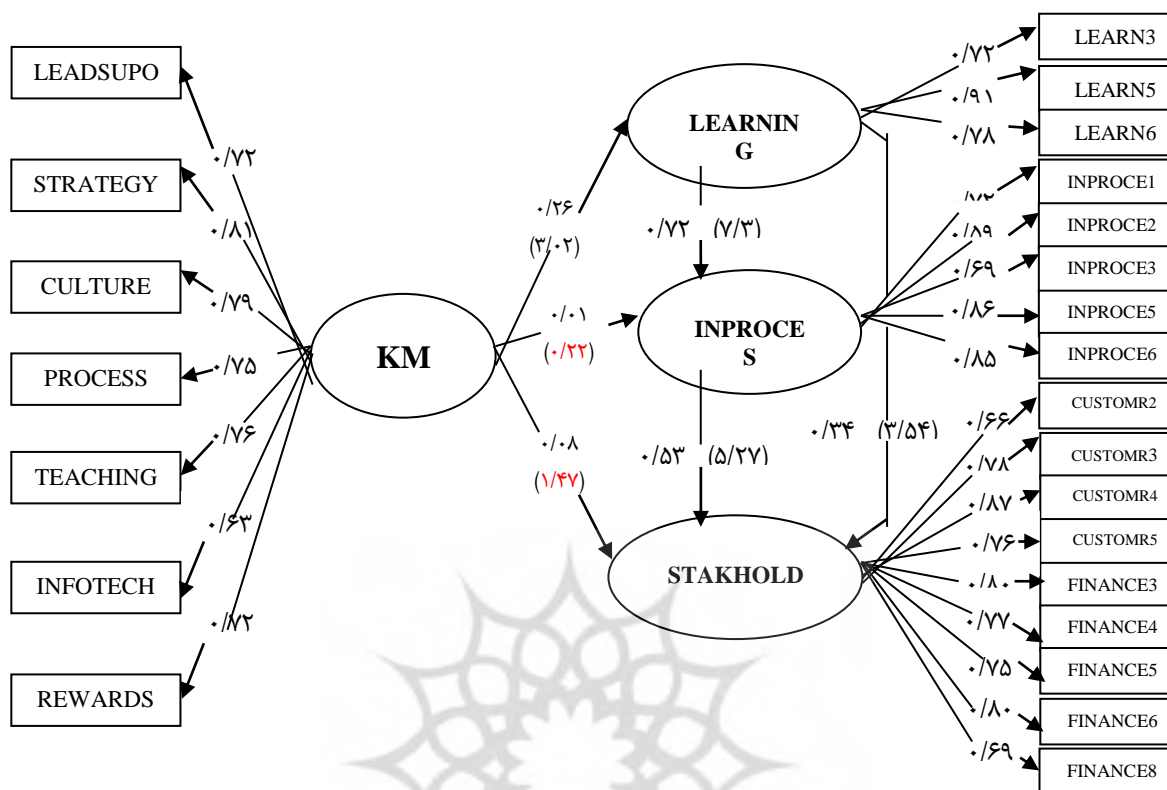 LEADSUPO
STRATEGY
CULTURE
PROCESS
TEACHING
INFOTECH
REWARDS
۰/۷۲
۰/۸۱
۰/۷۹
۰/۷۵
۰/۷۶
۰/۶۳
۰/۷۲
KM
۰/۲۶
(۳/۰۲)
۰/۰۱
(۰/۲۲)
۰/۰۸
(۱/۴۷)
LEARNIN
G
۰/۷۲ (۷/۳)
INPROCE
S
۰/۵۳ (۵/۲۷)
۰/۳۴ (۳/۵۴)
STAKHOLD
۰/۷۲
۰/۹۱
۰/۷۸
۰/۸۹
۰/۶۹
۰/۸۶
۰/۸۵
۰/۶۶
۰/۷۸
۰/۸۷
۰/۷۶
۰/۸۰
۰/۷۷
۰/۷۵
۰/۸۰
۰/۶۹
LEARN3
LEARN5
LEARN6
INPROCE1
INPROCE2
INPROCE3
INPROCE5
INPROCE6
CUSTOMR2
CUSTOMR3
CUSTOMR4
CUSTOMR5
FINANCE3
FINANCE4
FINANCE5
FINANCE6
FINANCE8